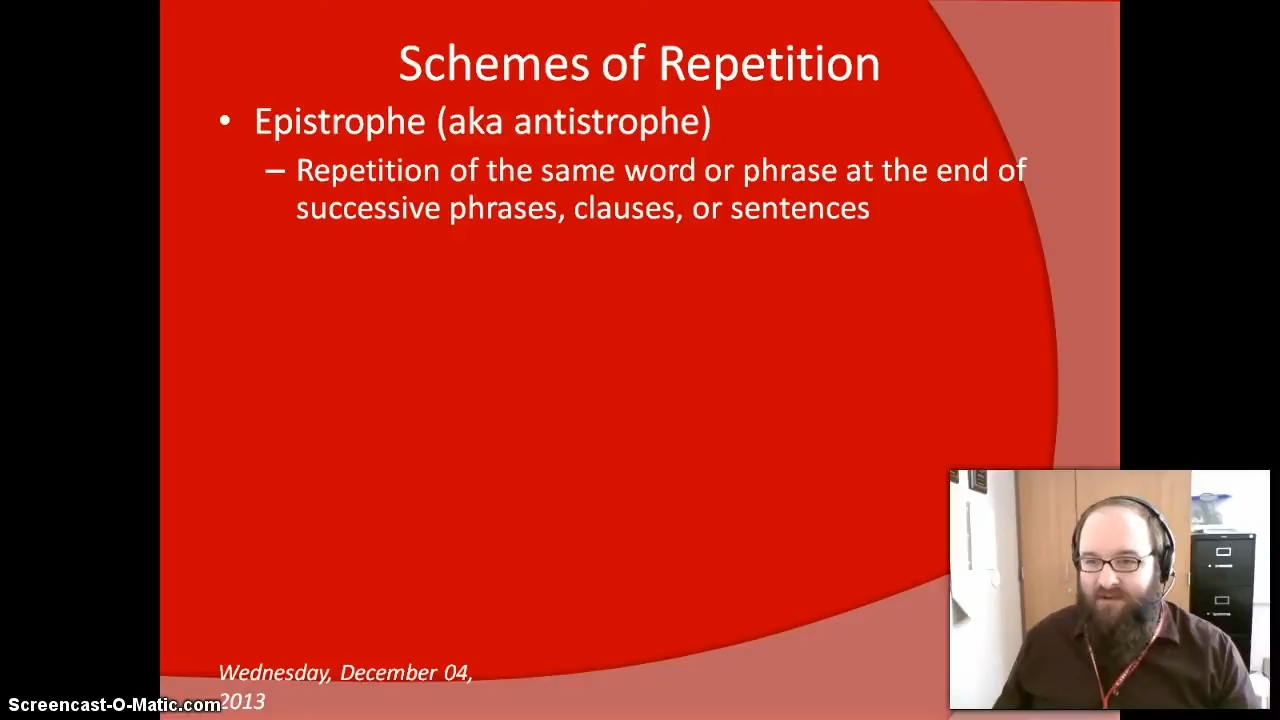 Schemes of Repetition
• Epistrophe (aka antistrophe)
– Repetition of the same word or phrase at the end of
successive phrases, clauses, or sentences
Wednesday, December 04,
2013
Screencast-O-Matic.com